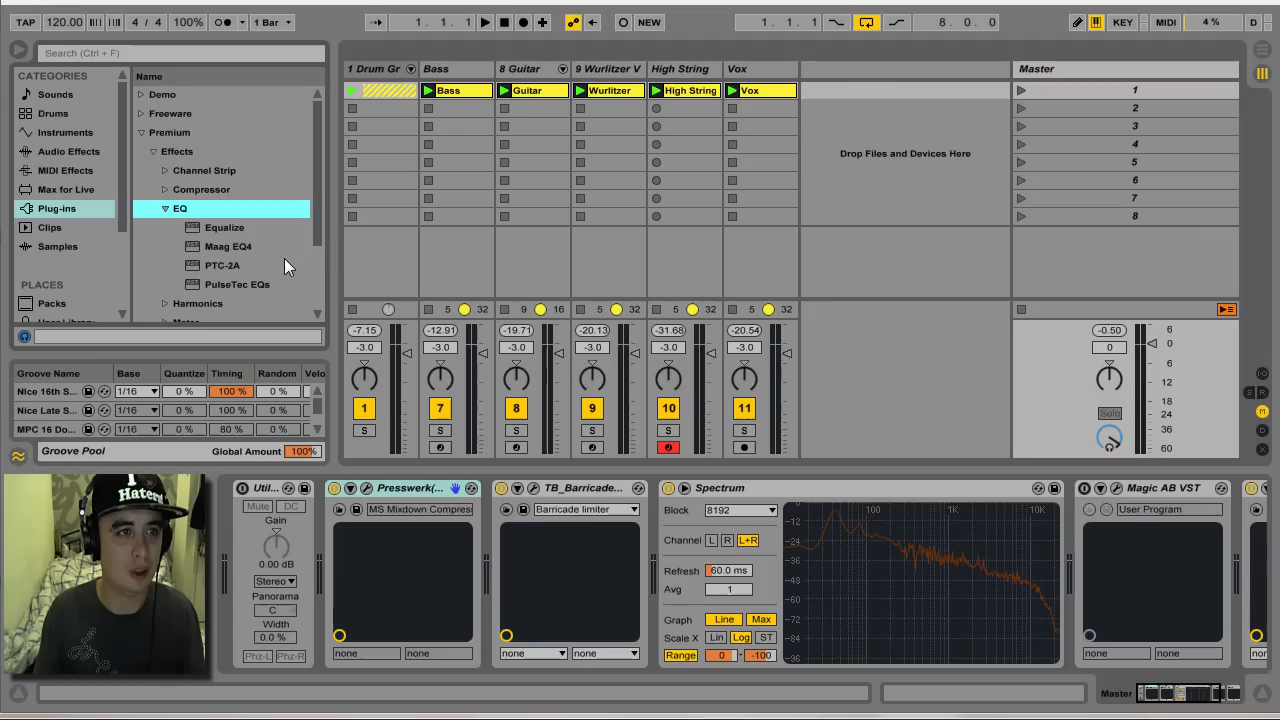 TAP 120.00 4 / 4 100% 1 Bar 1. 1. 1 NEW 1. 1. 1 8. 0. 0 KEY MIDI 4 % D
Search (Ctrl + F)
CATEGORIES
Sounds
Drums
Instruments
Audio Effects
MIDI Effects
Max for Live
Plug-ins
Clips
Samples
PLACES
Packs
Name
Demo
Freeware
Premium
Effects
Channel Strip
Compressor
EQ
Equalize
Maag EQ4
PTC-2A
PulseTec EQs
Harmonics
1 Drum Gr Bass 8 Guitar 9 Wurlitzer V High String Vox Master
Bass Guitar Wurlitzer High String Vox 1
2
3
Drop Files and Devices Here 4
5
6
7
8
5 32 9 16 5 32 5 32 5 32
-7.15 -12.91 -19.71 -20.13 -31.68 -20.54 -0.50 6
-3.0 -3.0 -3.0 -3.0 -3.0 -3.0 0 0
6
12
18
1 7 8 9 10 11 Solo 24
S S S S S S 36
60
S R
M
D
Groove Name Base Quantize Timing Random Velo
Nice 16th S... 1/16 0 % 100 % 0 %
Nice Late S... 1/16 0 % 100 % 0 %
MPC 16 Do... 1/16 0 % 80 % 0 %
Groove Pool Global Amount 100%
I
Haters
Util...
Mute DC
Gain
0.00 dB
Stereo
Panorama
C
Width
0.0 %
Phz-L Phz-R
Presswerk(...
MS Mixdown Compress
none none
TB_Barricade...
Barricade limiter
none none
Spectrum
Block 8192
Channel L R L+R
Refresh 60.0 ms
Avg 1
Graph Line Max
Scale X Lin Log ST
Range 0 - -100
100 1K 10K
-12
-24
-36
-48
-60
-72
-84
-96
Magic AB VST
User Program
none none
Master